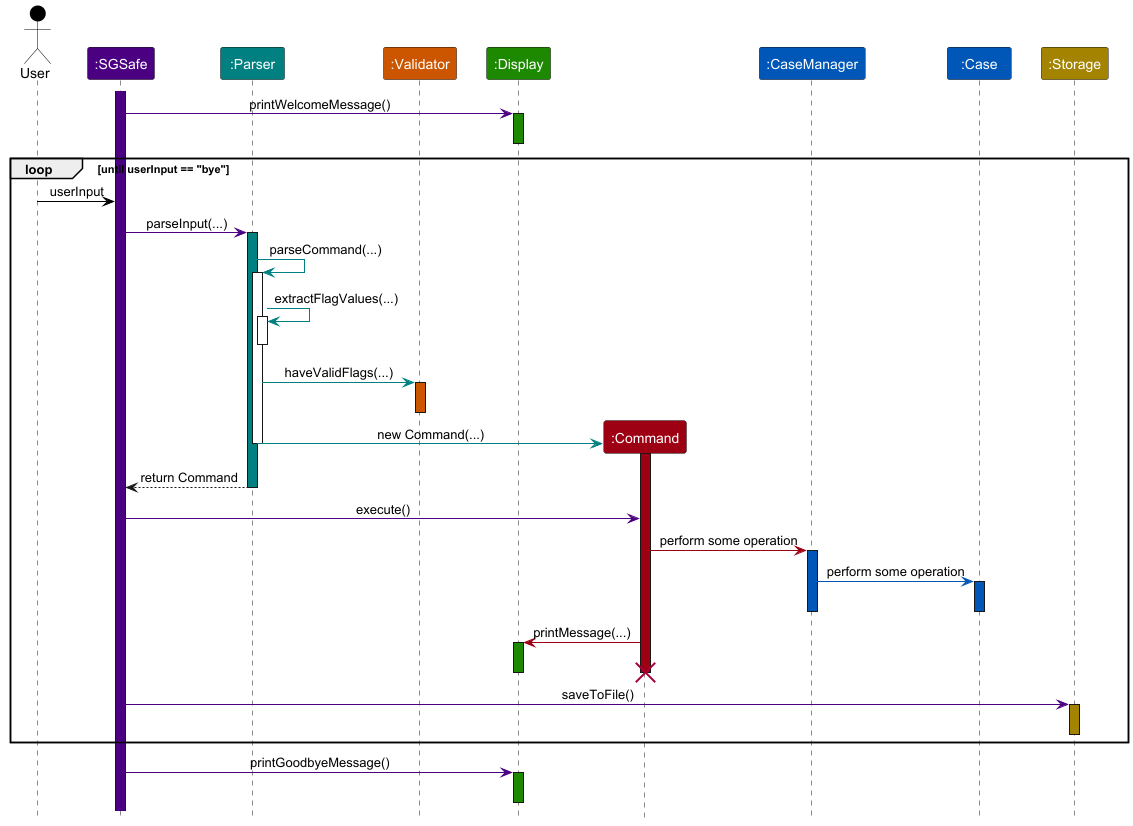 User
:SGSafe
:Parser
:Validator
:Display
:CaseManager
:Case
:Storage
printWelcomeMessage()
loop
[until userInput == "bye"]
userInput
parseInput(...)
parseCommand(...)
extractFlagValues(...)
haveValidFlags(...)
new Command(...)
:Command
return Command
execute()
perform some operation
perform some operation
printMessage(...)
saveToFile()
printGoodbyeMessage()